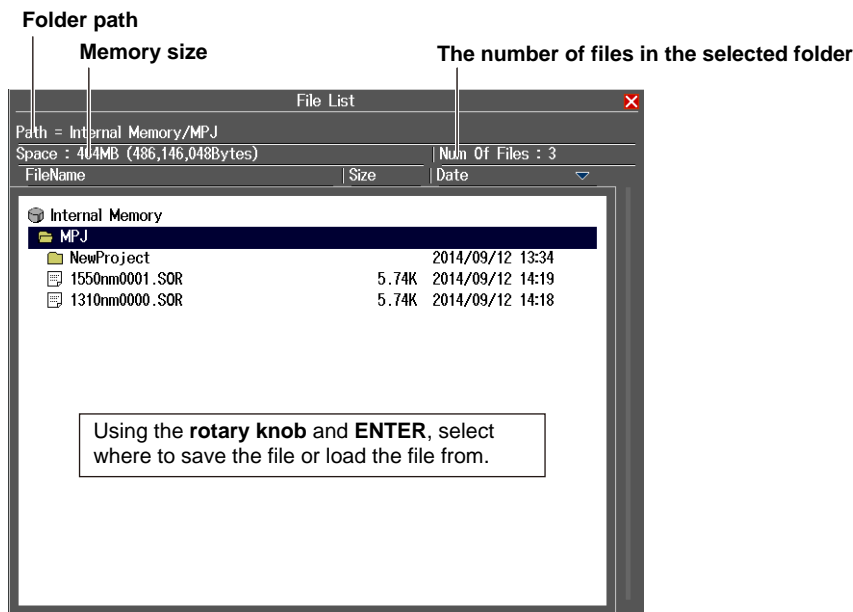 Folder path
Memory size
The number of files in the selected folder
File List
Path = Internal Memory/MPJ
Space : 464MB (486,146,048Bytes) Num Of Files : 3
FileName Size Date
Internal Memory
MPJ
NewProject 2014/09/12 13:34
1550nm0001.SOR 5.74K 2014/09/12 14:19
1310nm0000.SOR 5.74K 2014/09/12 14:18
Using the rotary knob and ENTER, select
where to save the file or load the file from.